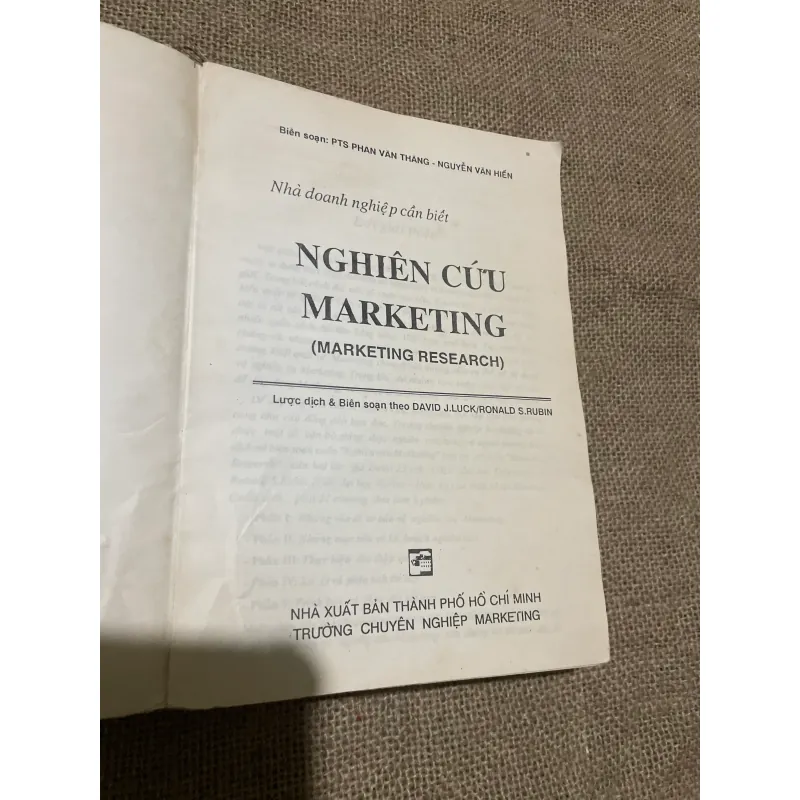 Biên soạn: PTS PHAN VĂN THĂNG - NGUYỄN VĂN HIẾN
Nhà doanh nghiệp cần biết
NGHIÊN CỨU
MARKETING
(MARKETING RESEARCH)
Lược dịch & Biên soạn theo DAVID J.LUCK/RONALD S.RUBIN
NHÀ XUẤT BẢN THÀNH PHỐ HỒ CHÍ MINH
TRƯỜNG CHUYÊN NGHIỆP MARKETING